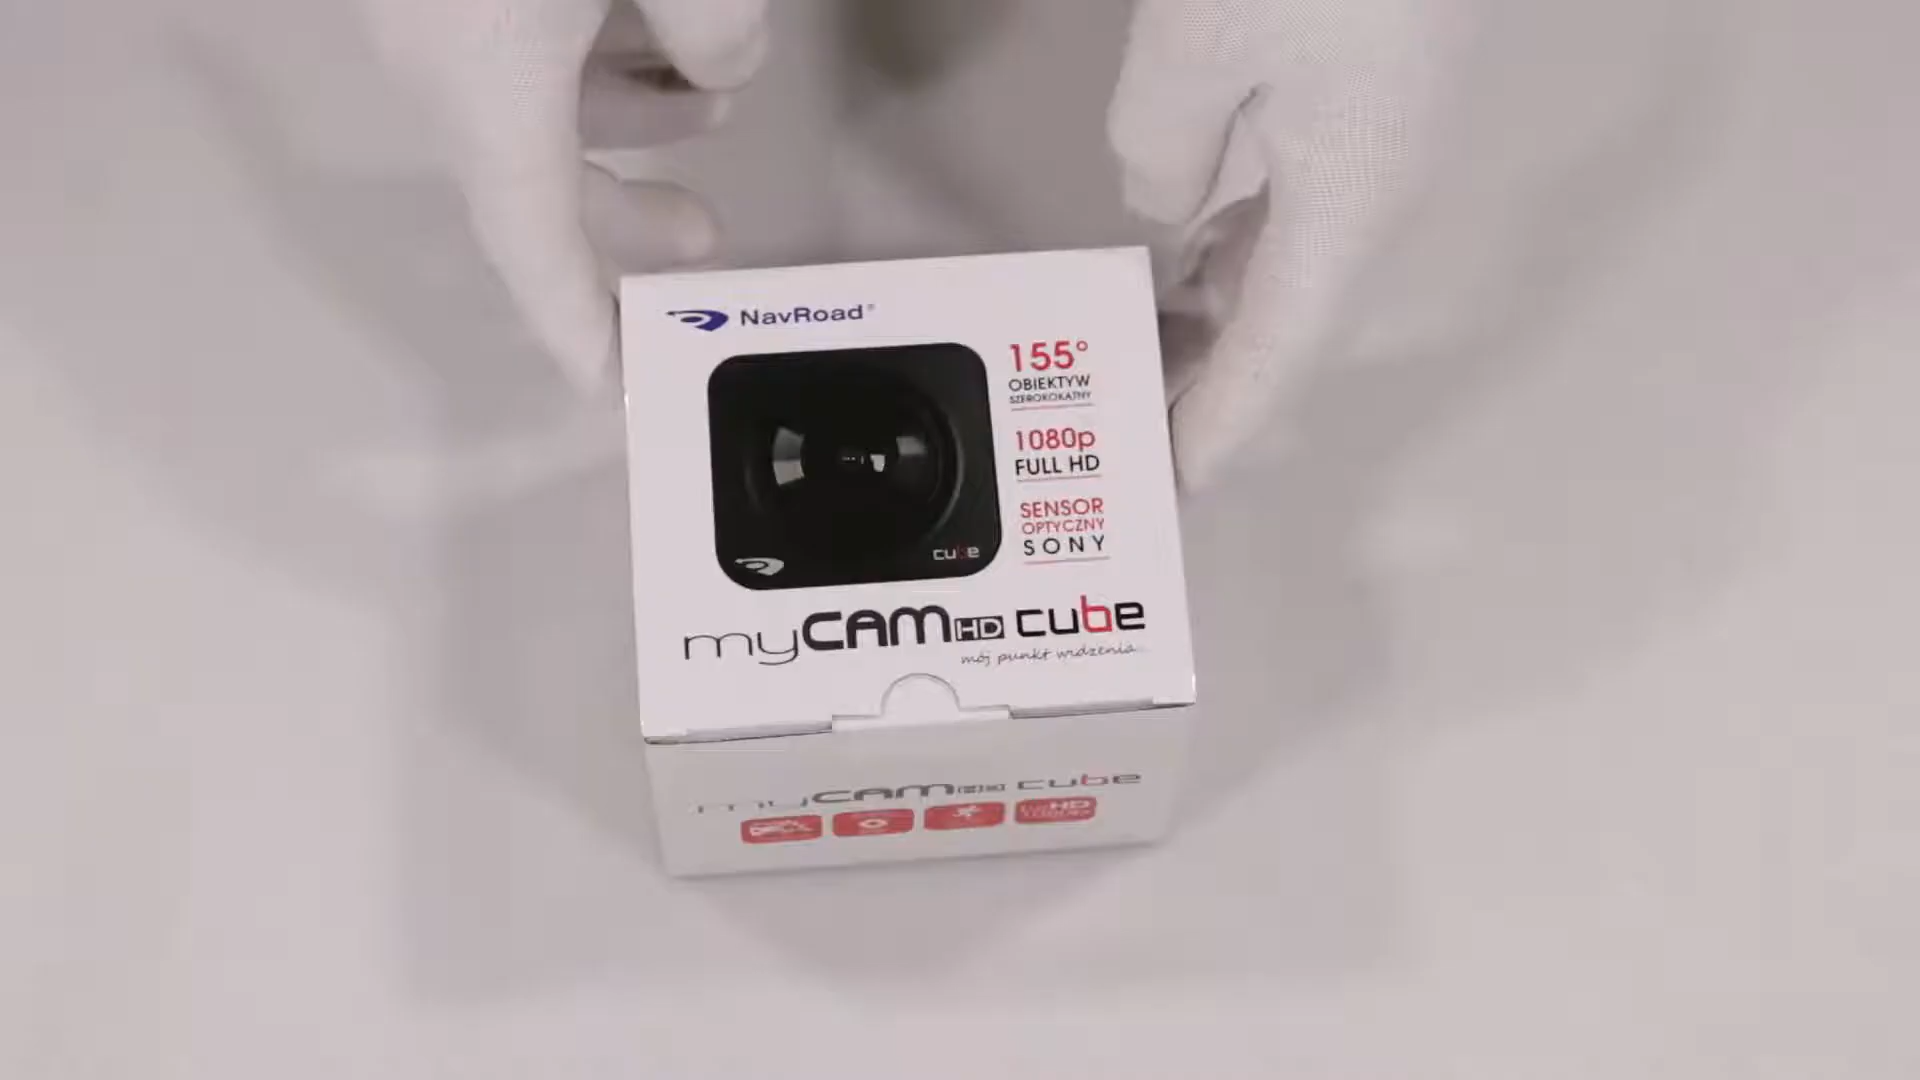 NavRoad®
155°
OBIEKTYW
SZEROKOKĄTNY
1080p
FULL HD
SENSOR
OPTYCZNY
SONY
cube
myCAM HD cube
mój punkt widzenia...
myCAM HD cube